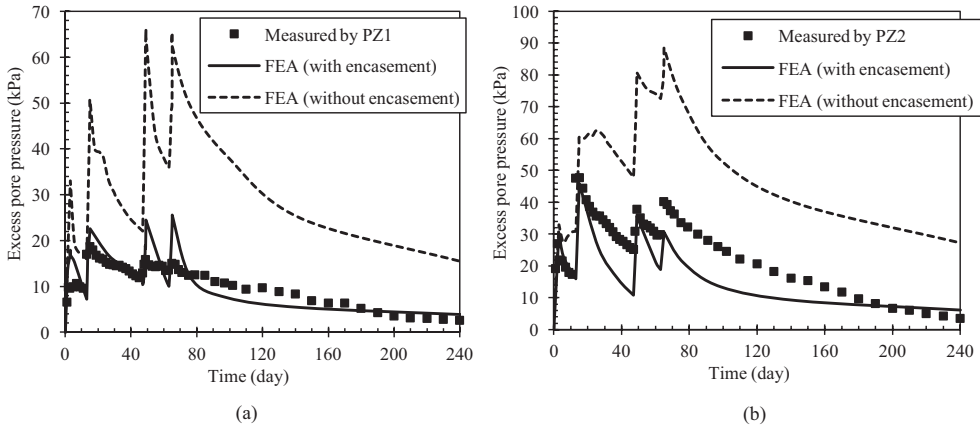 70
60
50
40
30
20
10
0
Excess pore pressure (kPa)
Measured by PZ1
FEA (with encasement)
FEA (without encasement)
0 40 80 120 160 200 240
Time (day)
(a)
100
90
80
70
60
50
40
30
20
10
0
Excess pore pressure (kPa)
Measured by PZ2
FEA (with encasement)
FEA (without encasement)
0 40 80 120 160 200 240
Time (day)
(b)